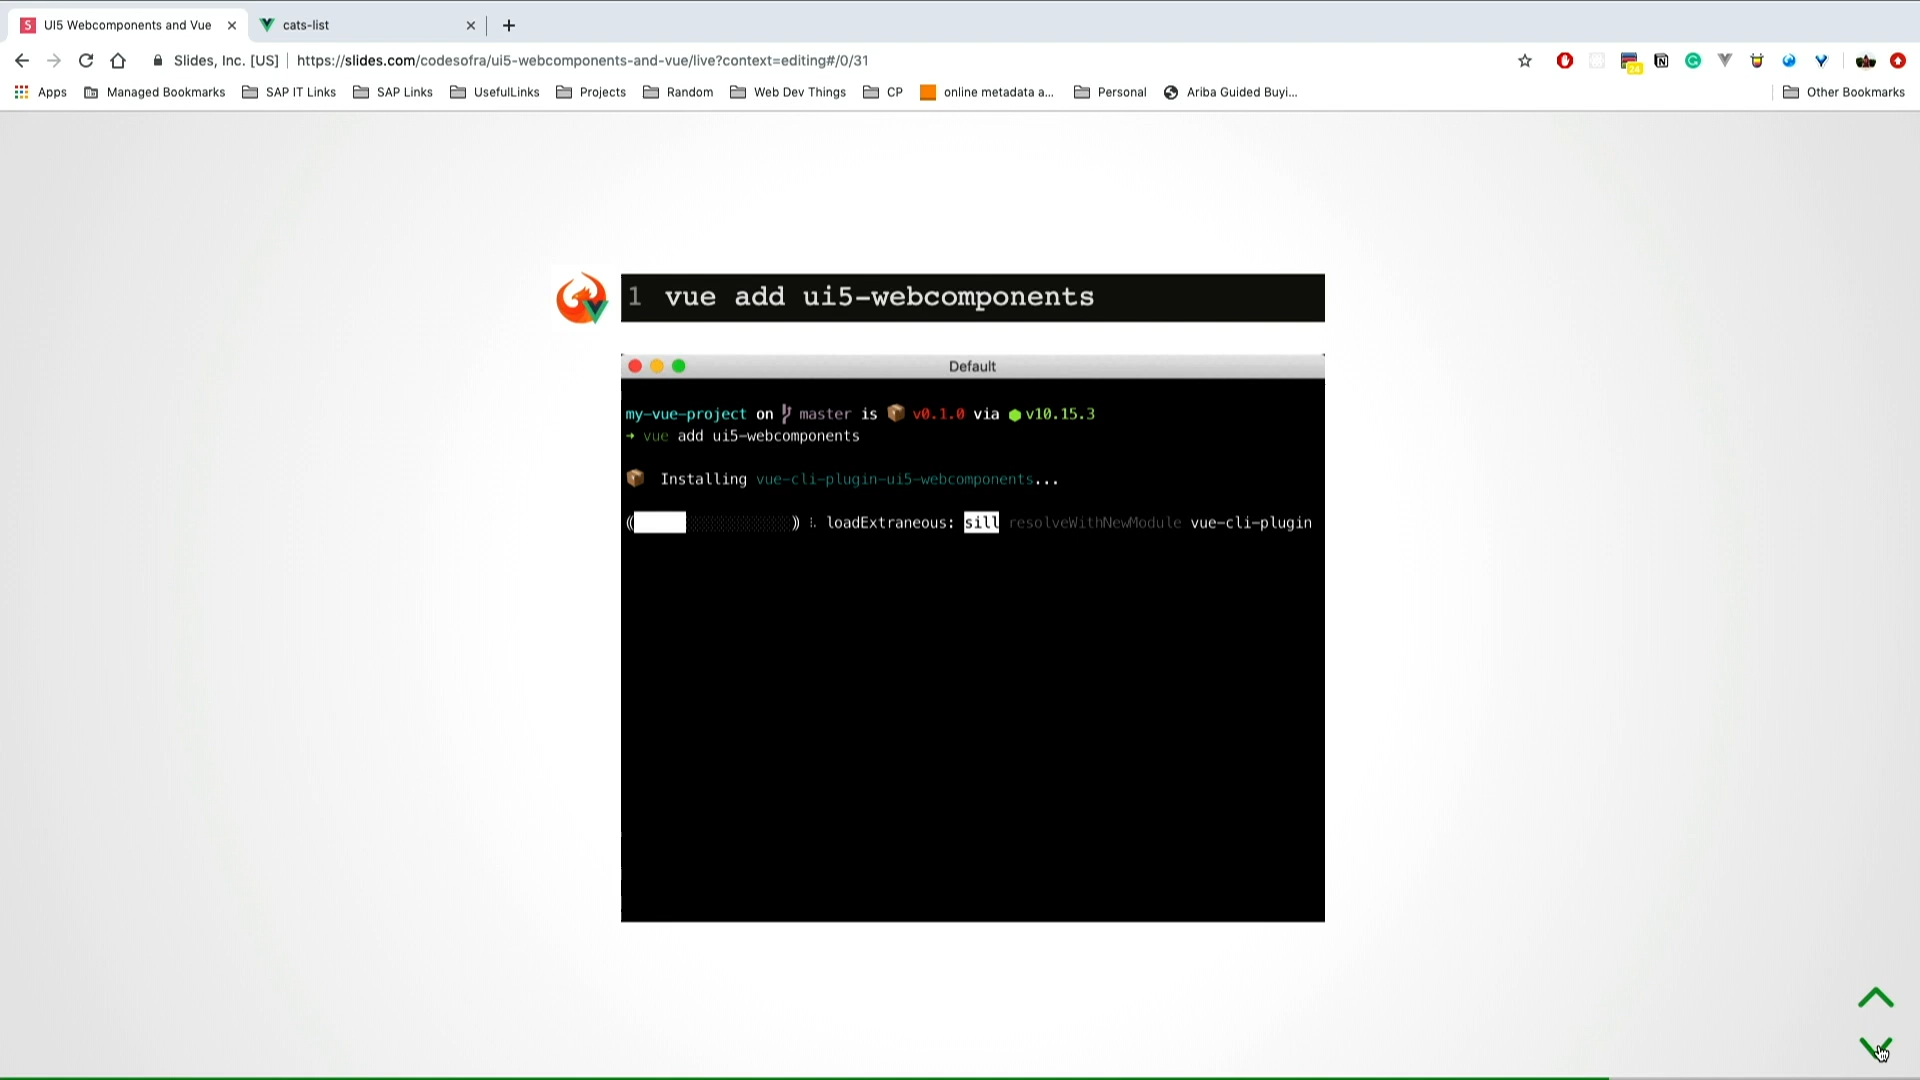 UI5 Webcomponents and Vue
cats-list
Slides, Inc. [US] https://slides.com/codesofra/ui5-webcomponents-and-vue/live?context=editing#/0/31
24
Apps Managed Bookmarks SAP IT Links SAP Links UsefulLinks Projects Random Web Dev Things CP online metadata a... Personal Ariba Guided Buyi... Other Bookmarks
1 vue add ui5-webcomponents
Default
my-vue-project on master is v0.1.0 via v10.15.3
→ vue add ui5-webcomponents
Installing vue-cli-plugin-ui5-webcomponents...
loadExtraneous: sill resolveWithNewModule vue-cli-plugin